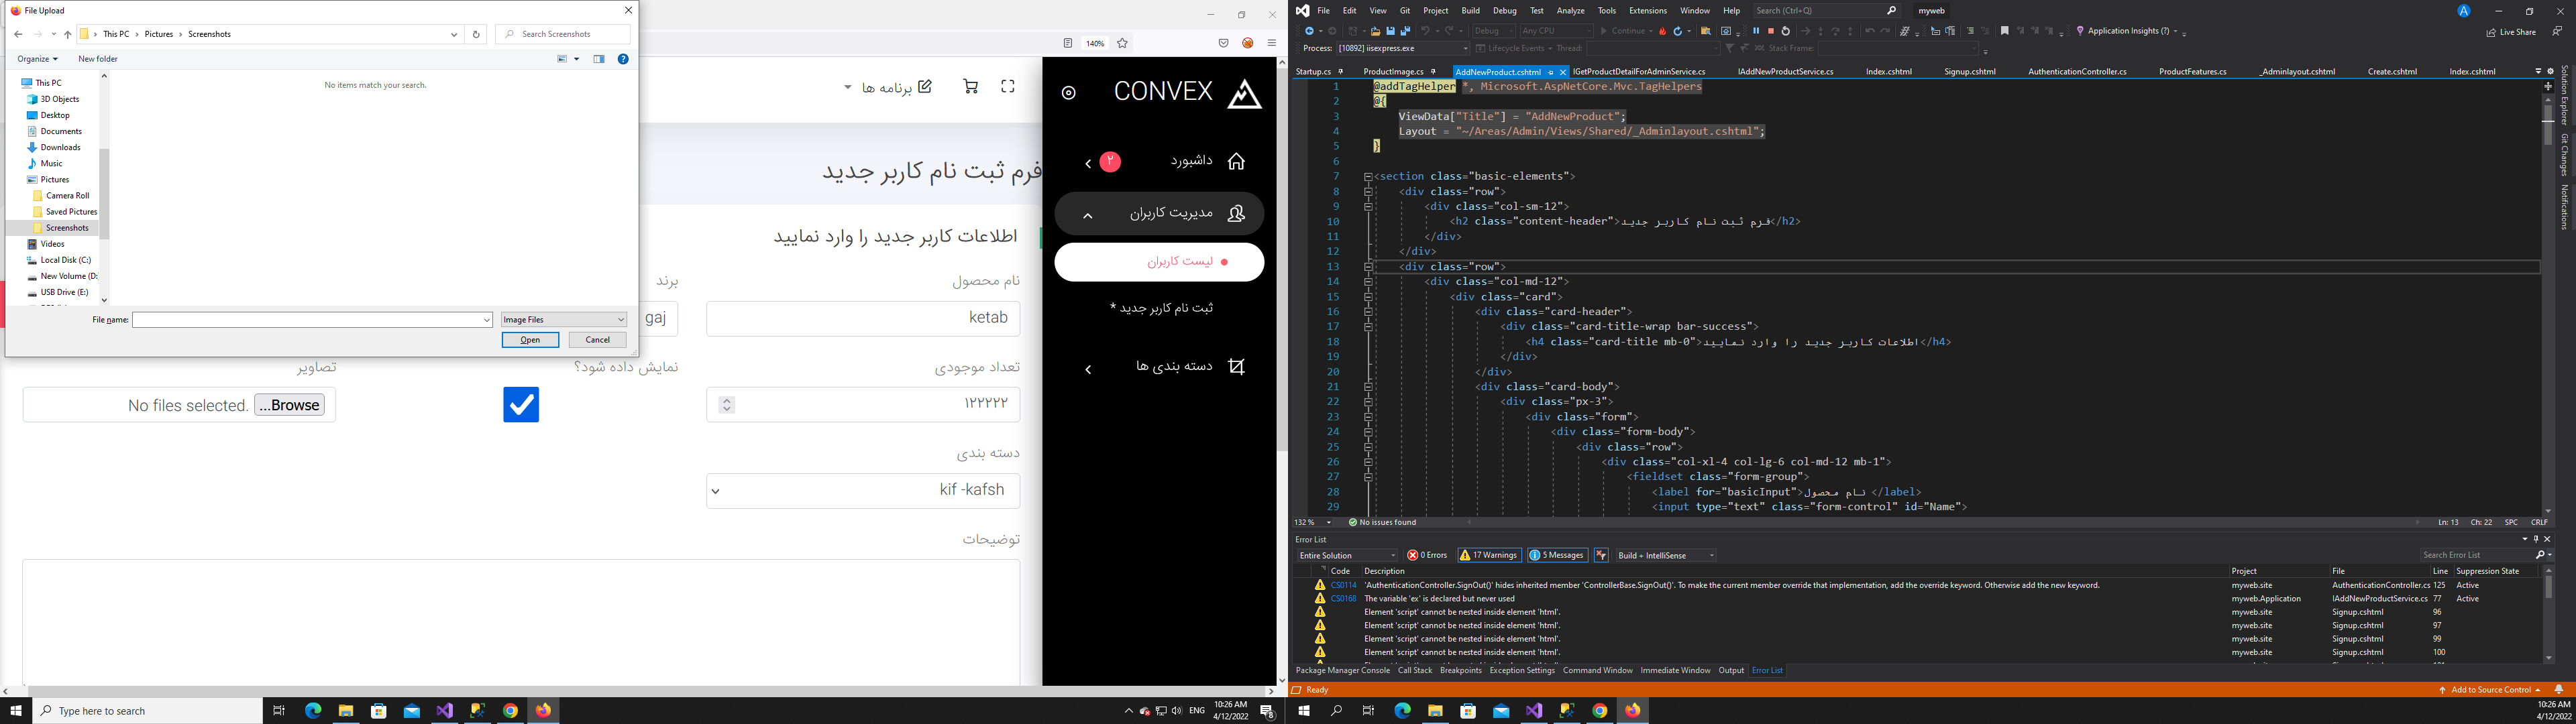 File Upload
This PC > Pictures > Screenshots
Search Screenshots
Organize
New folder
This PC
3D Objects
Desktop
Documents
Downloads
Music
Pictures
Camera Roll
Saved Pictures
Screenshots
Videos
Local Disk (C:)
New Volume (D:
USB Drive (E:)
No items match your search.
File name:
Image Files
Open
Cancel
140%
برنامه ها
فرم ثبت نام کاربر جدید
اطلاعات کاربر جدید را وارد نمایید
نام محصول
برند
ketab
gaj
تعداد موجودی
نمایش داده شود؟
تصاویر
۱۲۲۲۲۲
No files selected.
Browse...
دسته بندی
kif -kafsh
توضیحات
CONVEX
داشبورد
۲
مدیریت کاربران
لیست کاربران
ثبت نام کاربر جدید *
دسته بندی ها
Type here to search
ENG
10:26 AM
4/12/2022
File Edit View Git Project Build Debug Test Analyze Tools Extensions Window Help
Search (Ctrl+Q)
myweb
A
Debug
Any CPU
Continue
Application Insights (?)
Live Share
Process: [10892] iisexpress.exe
Lifecycle Events
Thread:
Stack Frame:
Startup.cs
ProductImage.cs
AddNewProduct.cshtml
IGetProductDetailForAdminService.cs
IAddNewProductService.cs
Index.cshtml
Signup.cshtml
AuthenticationController.cs
ProductFeatures.cs
_Adminlayout.cshtml
Create.cshtml
Index.cshtml
1 @addTagHelper *, Microsoft.AspNetCore.Mvc.TagHelpers
2 @{
3 ViewData["Title"] = "AddNewProduct";
4 Layout = "~/Areas/Admin/Views/Shared/_Adminlayout.cshtml";
5 }
6
7 <section class="basic-elements">
8 <div class="row">
9 <div class="col-sm-12">
10 <h2 class="content-header">فرم ثبت نام کاربر جدید</h2>
11 </div>
12 </div>
13 <div class="row">
14 <div class="col-md-12">
15 <div class="card">
16 <div class="card-header">
17 <div class="card-title-wrap bar-success">
18 <h4 class="card-title mb-0">اطلاعات کاربر جدید را وارد نمایید</h4>
19 </div>
20 </div>
21 <div class="card-body">
22 <div class="px-3">
23 <div class="form">
24 <div class="form-body">
25 <div class="row">
26 <div class="col-xl-4 col-lg-6 col-md-12 mb-1">
27 <fieldset class="form-group">
28 <label for="basicInput">نام محصول </label>
29 <input type="text" class="form-control" id="Name">
Solution Explorer
Git Changes
Notifications
132 %
No issues found
Ln: 13
Ch: 22
SPC
CRLF
Error List
Entire Solution
0 Errors
17 Warnings
5 Messages
Build + IntelliSense
Search Error List
Code Description Project File Line Suppression State
CS0114 'AuthenticationController.SignOut()' hides inherited member 'ControllerBase.SignOut()'. To make the current member override that implementation, add the override keyword. Otherwise add the new keyword. myweb.site AuthenticationController.cs 125 Active
CS0168 The variable 'ex' is declared but never used myweb.Application IAddNewProductService.cs 77 Active
Element 'script' cannot be nested inside element 'html'. myweb.site Signup.cshtml 96
Element 'script' cannot be nested inside element 'html'. myweb.site Signup.cshtml 97
Element 'script' cannot be nested inside element 'html'. myweb.site Signup.cshtml 99
Element 'script' cannot be nested inside element 'html'. myweb.site Signup.cshtml 100
Package Manager Console Call Stack Breakpoints Exception Settings Command Window Immediate Window Output Error List
Ready
Add to Source Control
10:26 AM
4/12/2022